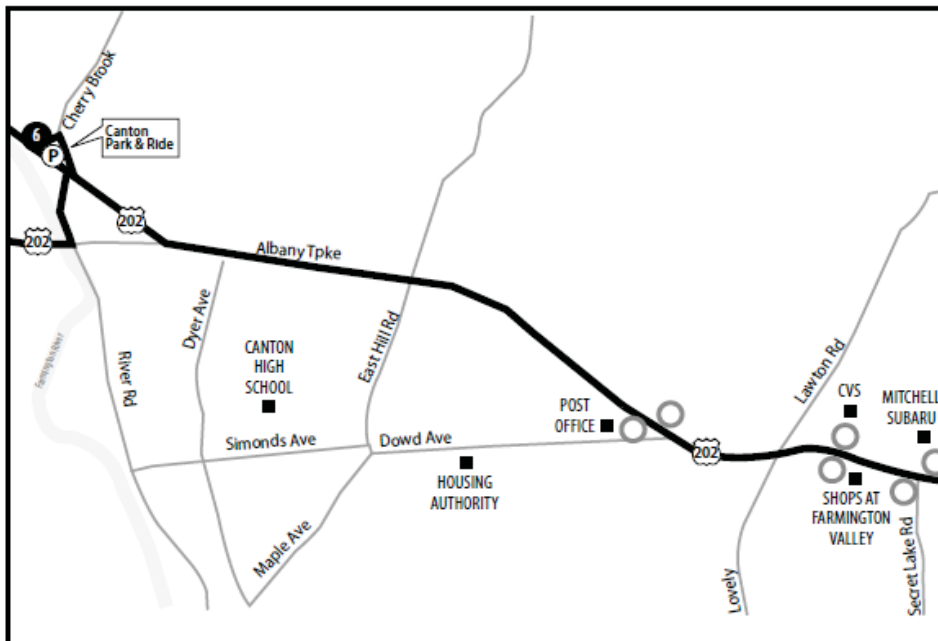 Cherry Brook
6
P
Canton
Park & Ride
202
202
Albany Tpke
Dyer Ave
East Hill Rd
CANTON
HIGH
SCHOOL
River Rd
Farmington River
Simonds Ave
Dowd Ave
HOUSING
AUTHORITY
Maple Ave
POST
OFFICE
202
Lawton Rd
Lovely
CVS
MITCHELL
SUBARU
SHOPS AT
FARMINGTON
VALLEY
Secret Lake Rd